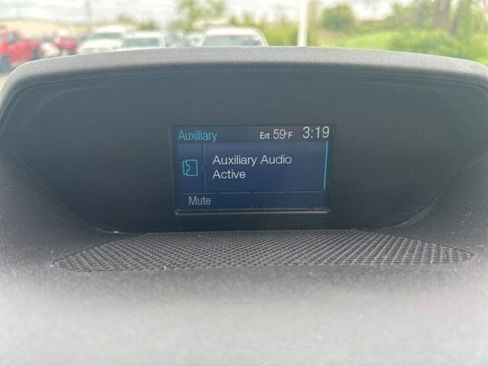 Auxiliary Ext 59°F 3:19
Auxiliary Audio
Active
Mute